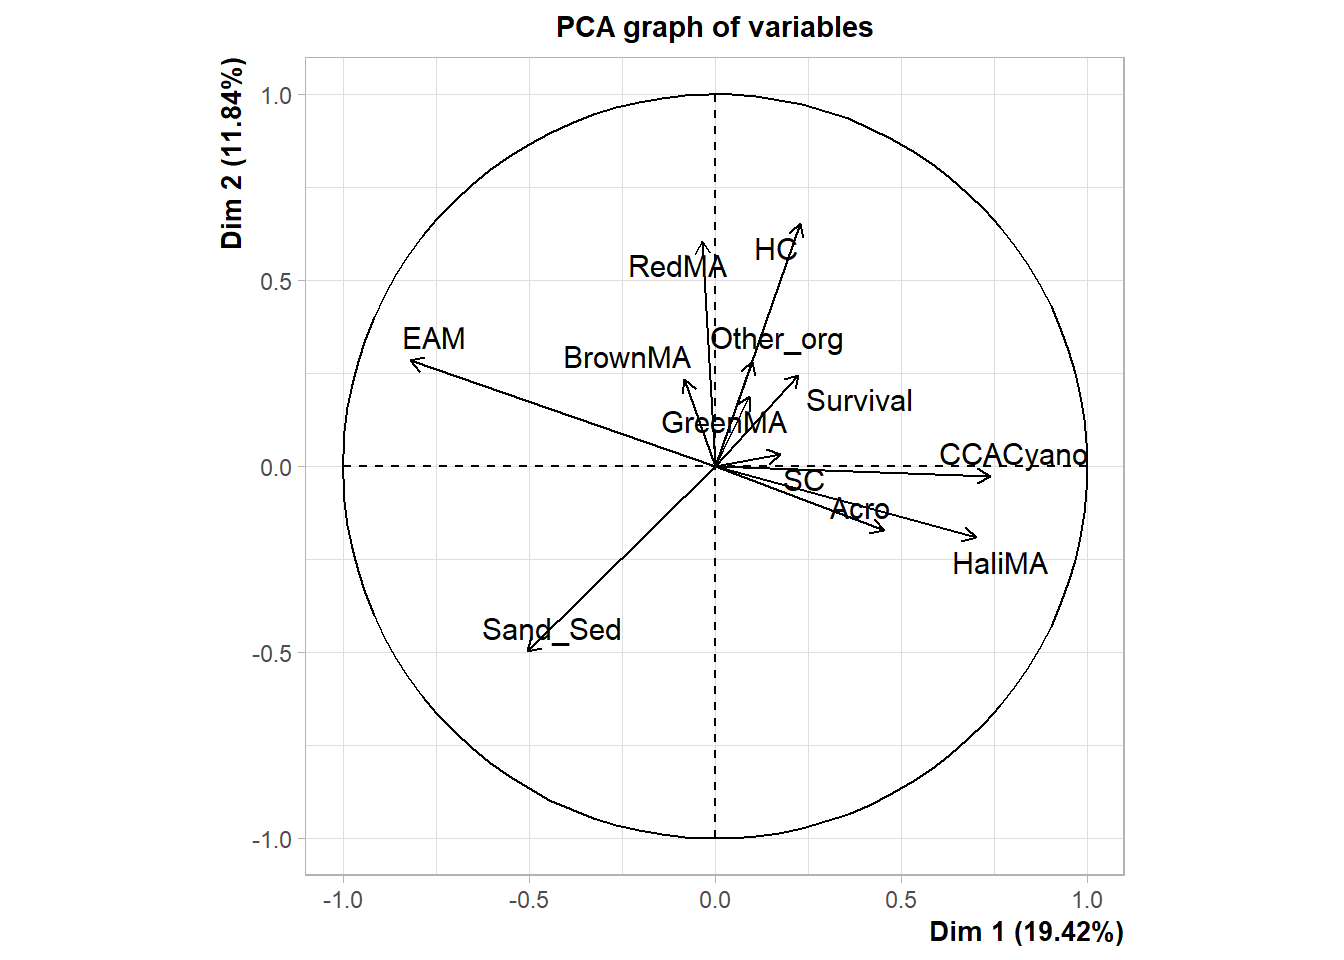 PCA graph of variables
Dim 2 (11.84%)
1.0
0.5
0.0
-0.5
-1.0
HC
RedMA
EAM
Other_org
BrownMA
Survival
GreenMA
CCACyano
SC
Acro
HaliMA
Sand_Sed
-1.0
-0.5
0.0
0.5
1.0
Dim 1 (19.42%)